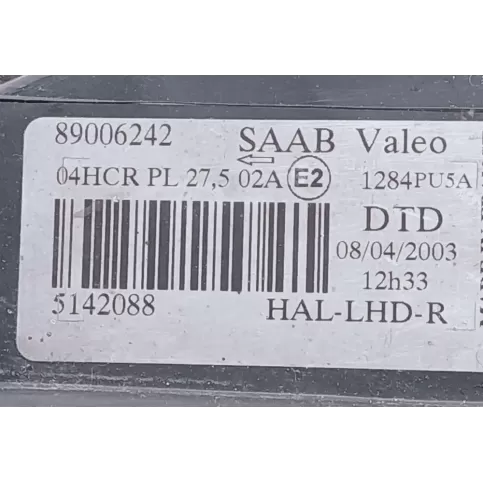 89006242 SAAB Valeo
04HCR PL 27,5 02A E2 1284PU5A
DTD
08/04/2003
12h33
5142088 HAL-LHD-R